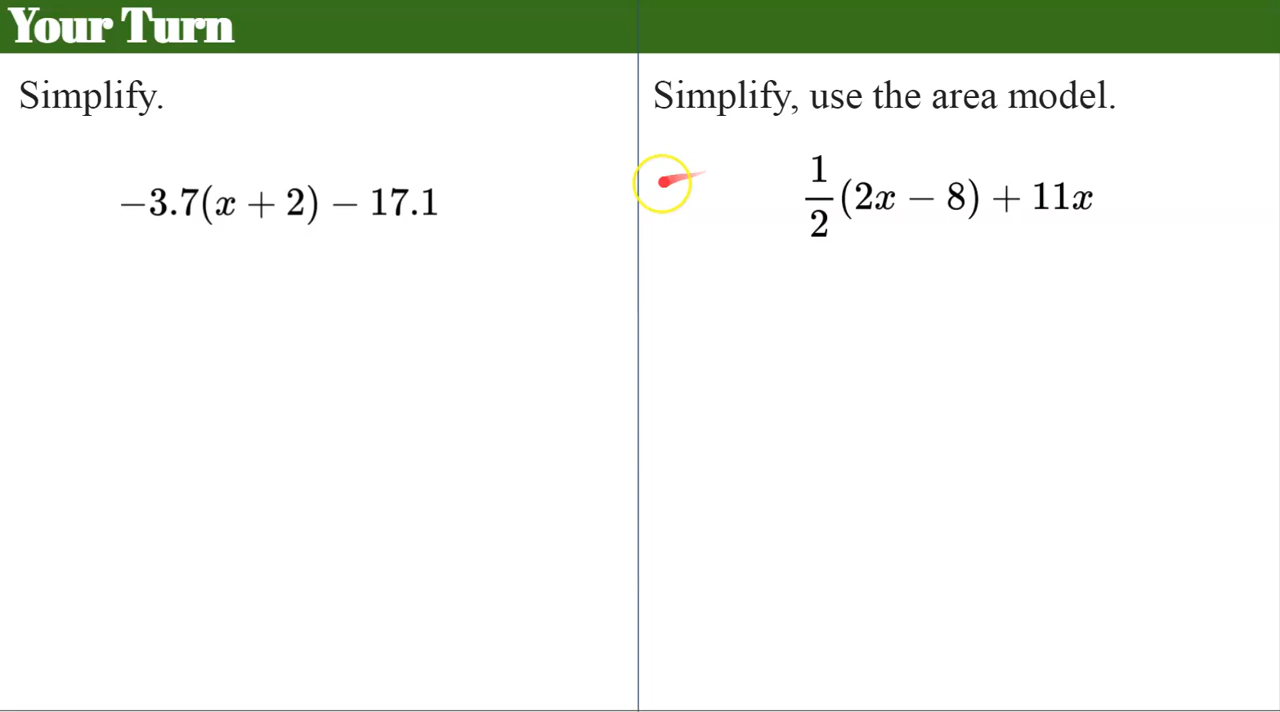 Your Turn
Simplify.
−3.7(x + 2) − 17.1
Simplify, use the area model.
1/2(2x − 8) + 11x